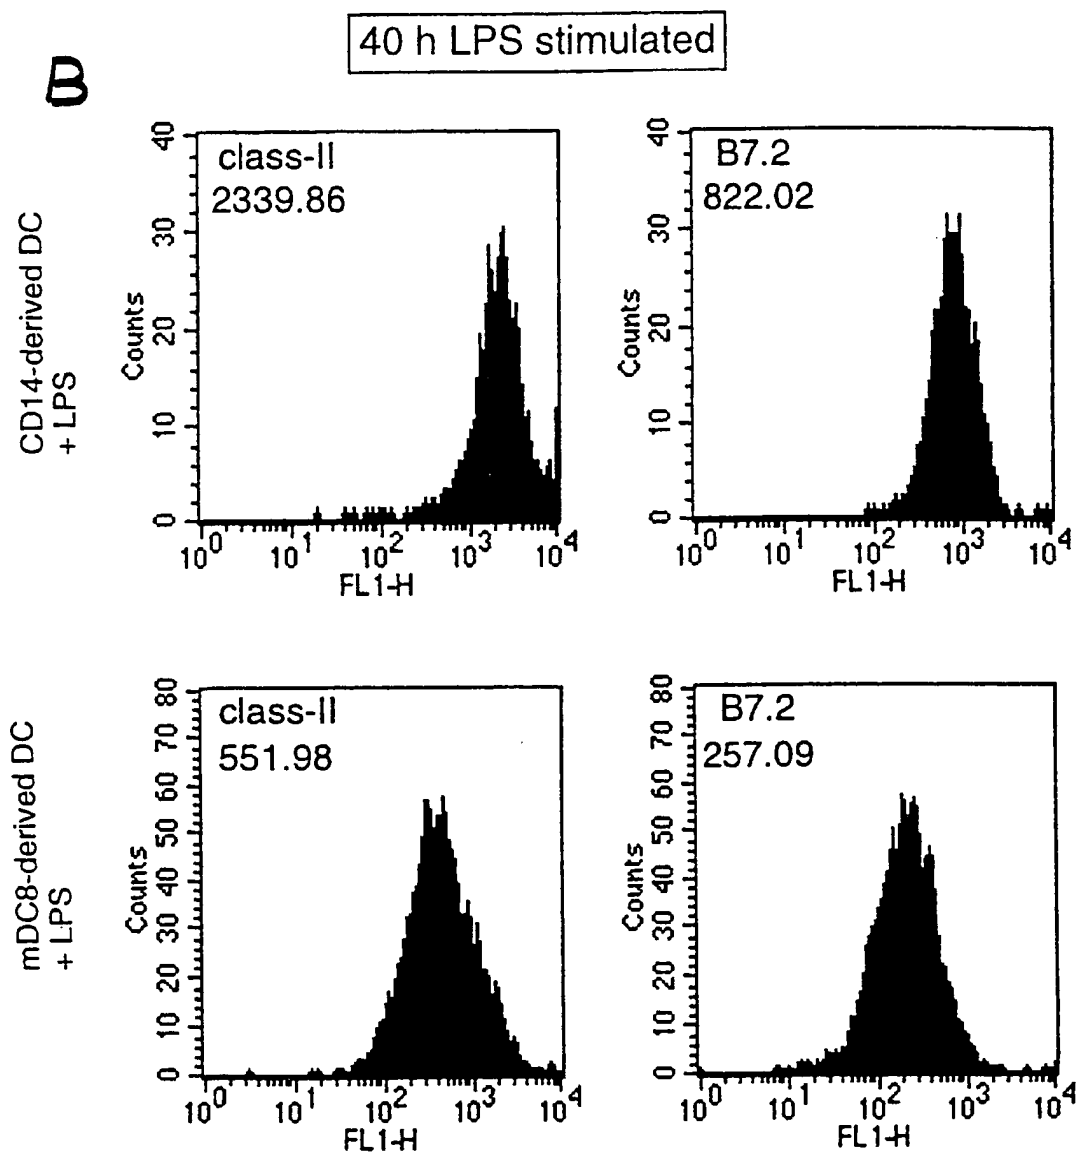 40 h LPS stimulated
B
CD14-derived DC
+ LPS
class-II
2339.86
Counts
40
30
20
10
0
10^0 10^1 10^2 10^3 10^4
FL1-H
B7.2
822.02
Counts
40
30
20
10
0
10^0 10^1 10^2 10^3 10^4
FL1-H
mDC8-derived DC
+ LPS
class-II
551.98
Counts
80
70
60
50
40
30
20
10
0
10^0 10^1 10^2 10^3 10^4
FL1-H
B7.2
257.09
Counts
80
70
60
50
40
30
20
10
0
10^0 10^1 10^2 10^3 10^4
FL1-H